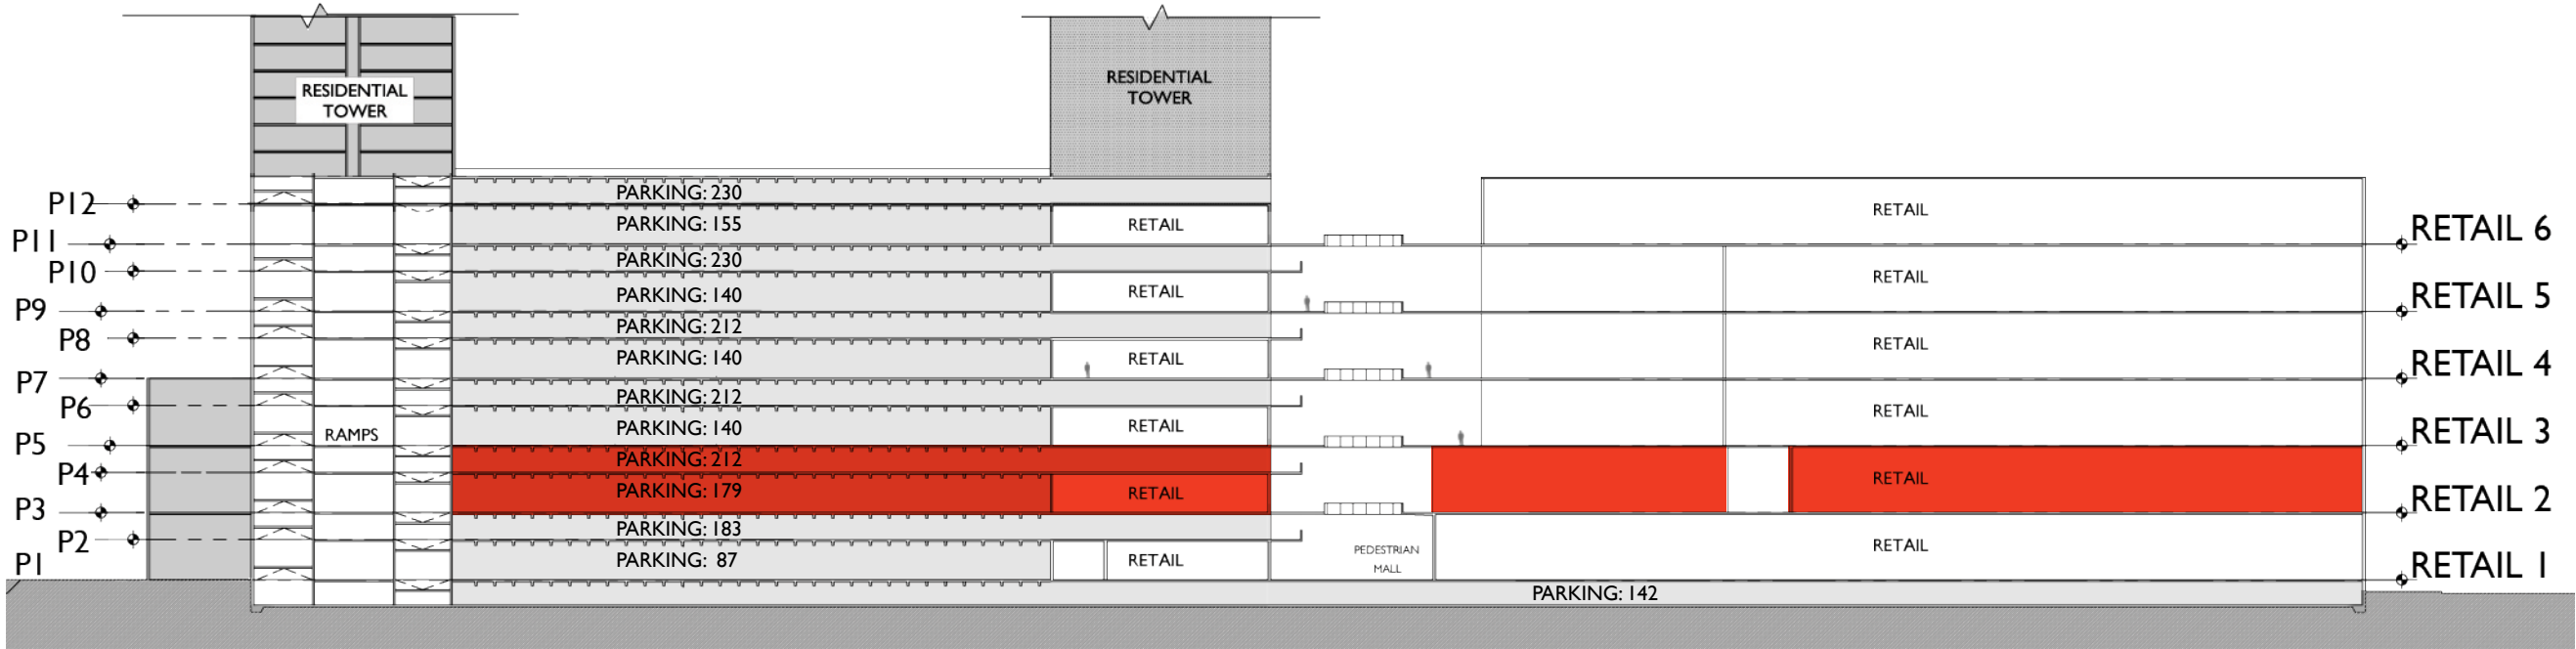 RESIDENTIAL
TOWER
RESIDENTIAL
TOWER
P12
PARKING: 230
RETAIL
P11
PARKING: 155
RETAIL
RETAIL 6
P10
PARKING: 230
RETAIL
P9
PARKING: 140
RETAIL
RETAIL 5
P8
PARKING: 212
RETAIL
P7
PARKING: 140
RETAIL
RETAIL 4
P6
PARKING: 212
RETAIL
P5
RAMPS
PARKING: 140
RETAIL
RETAIL 3
P4
PARKING: 212
RETAIL
P3
PARKING: 179
RETAIL
RETAIL 2
P2
PARKING: 183
RETAIL
P1
PARKING: 87
RETAIL
PEDESTRIAN
MALL
RETAIL 1
PARKING: 142